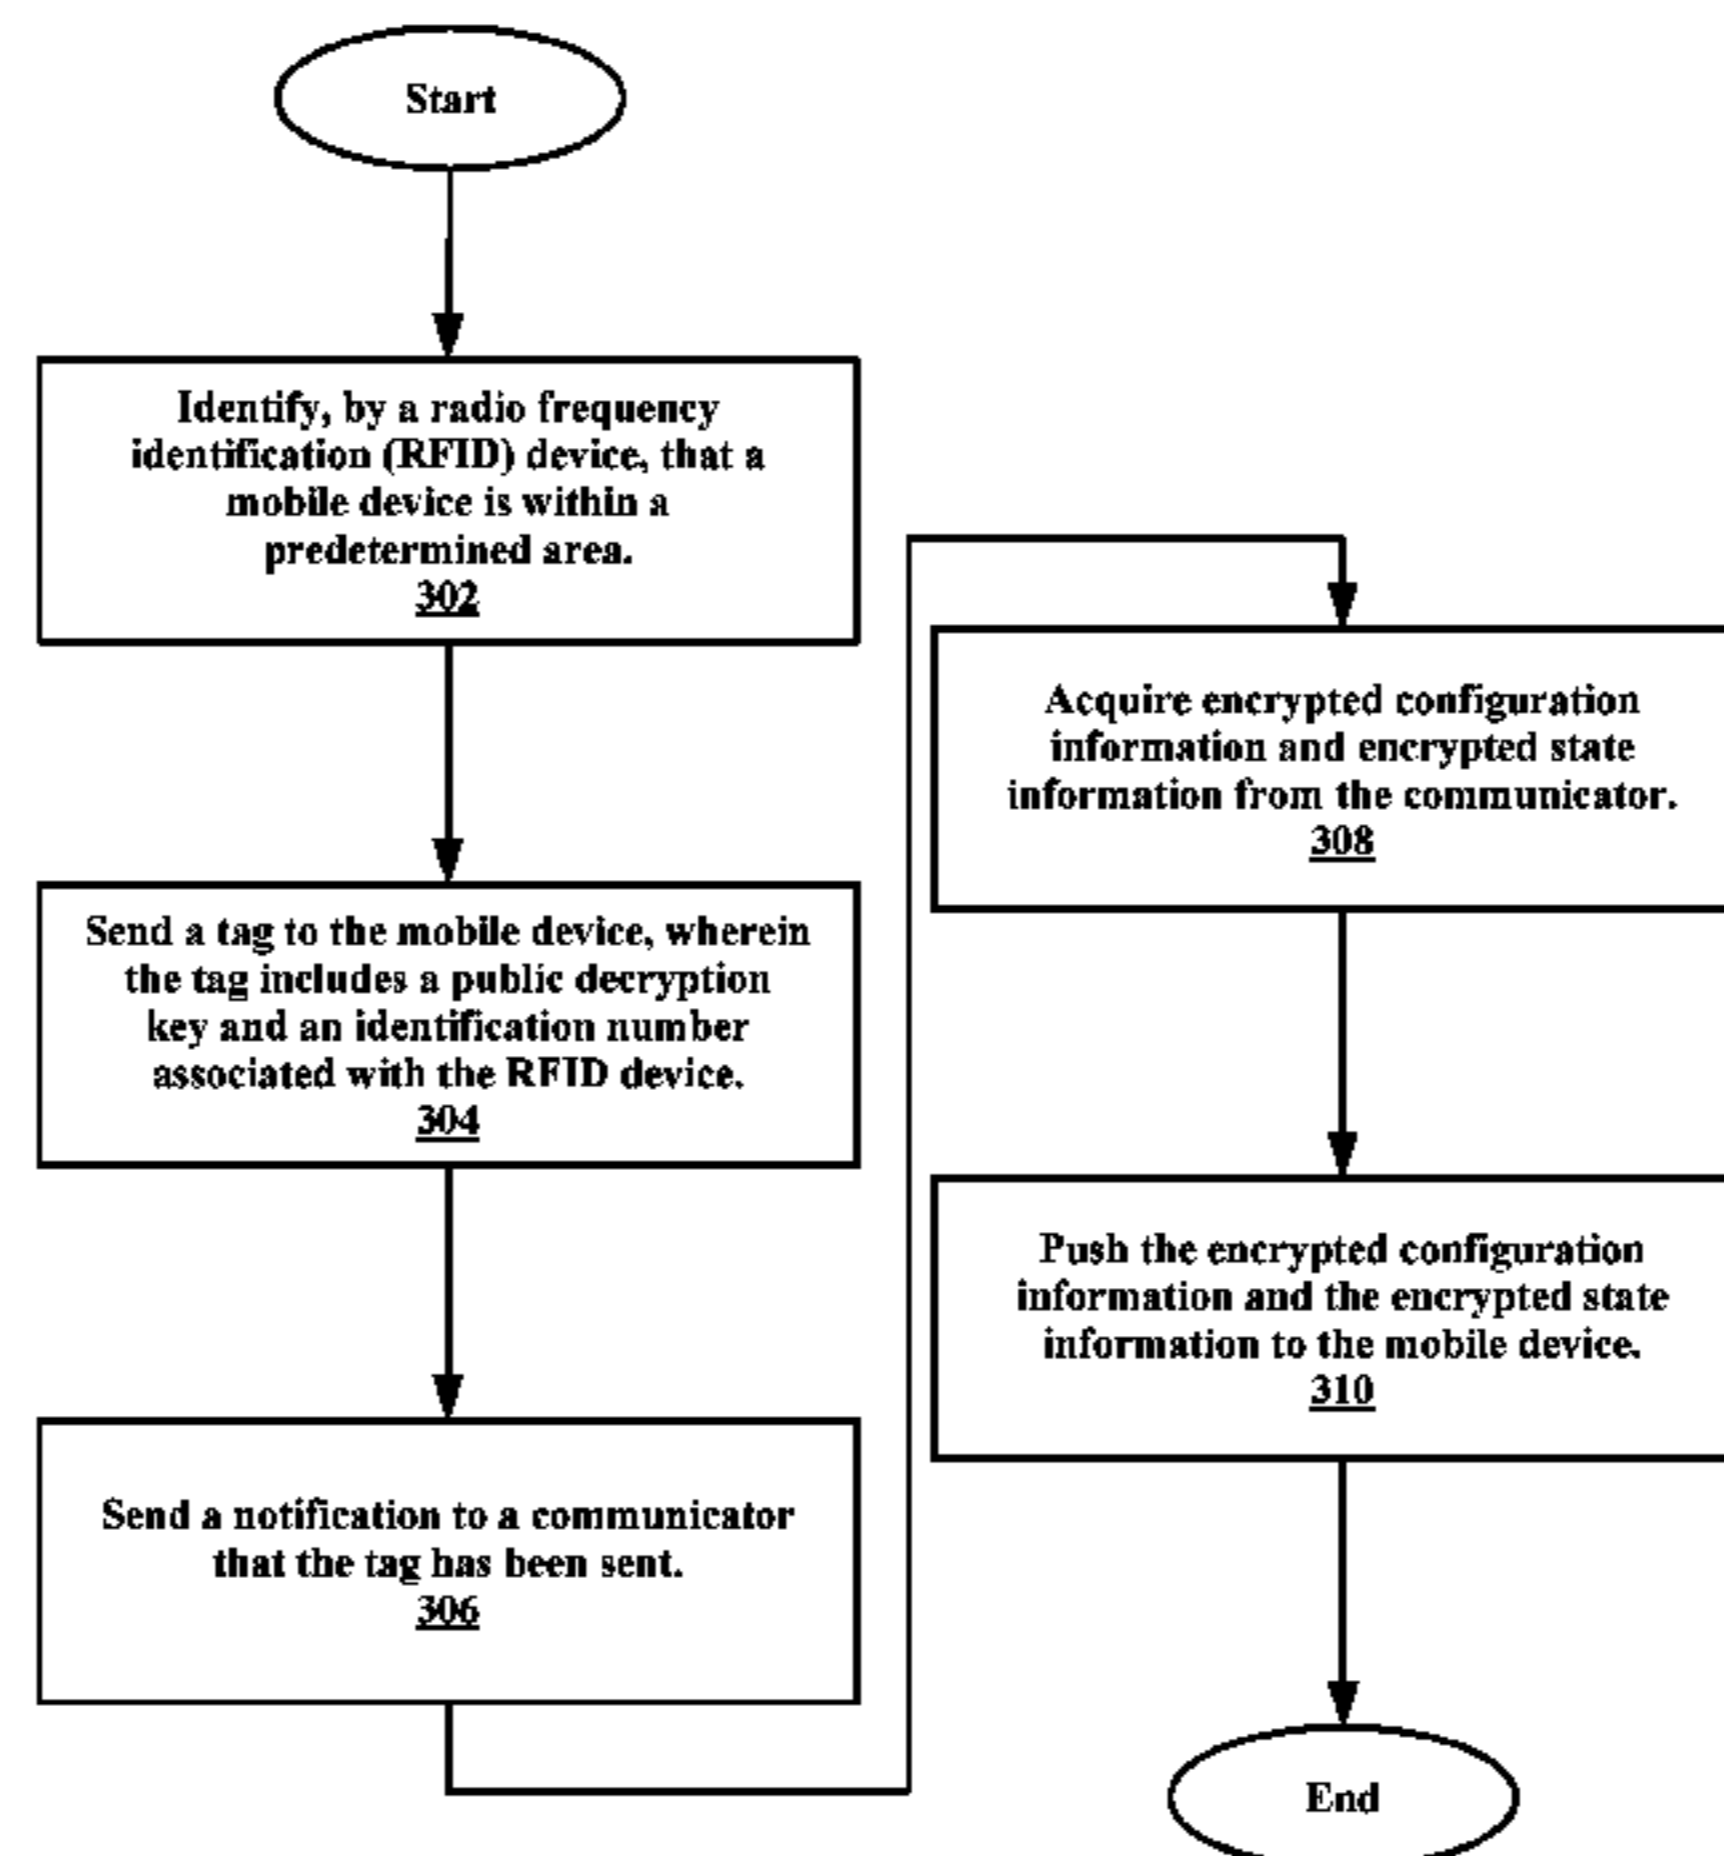 Start
Identify, by a radio frequency
identification (RFID) device, that a
mobile device is within a
predetermined area.
302
Send a tag to the mobile device, wherein
the tag includes a public decryption
key and an identification number
associated with the RFID device.
304
Send a notification to a communicator
that the tag has been sent.
306
Acquire encrypted configuration
information and encrypted state
information from the communicator.
308
Push the encrypted configuration
information and the encrypted state
information to the mobile device.
310
End